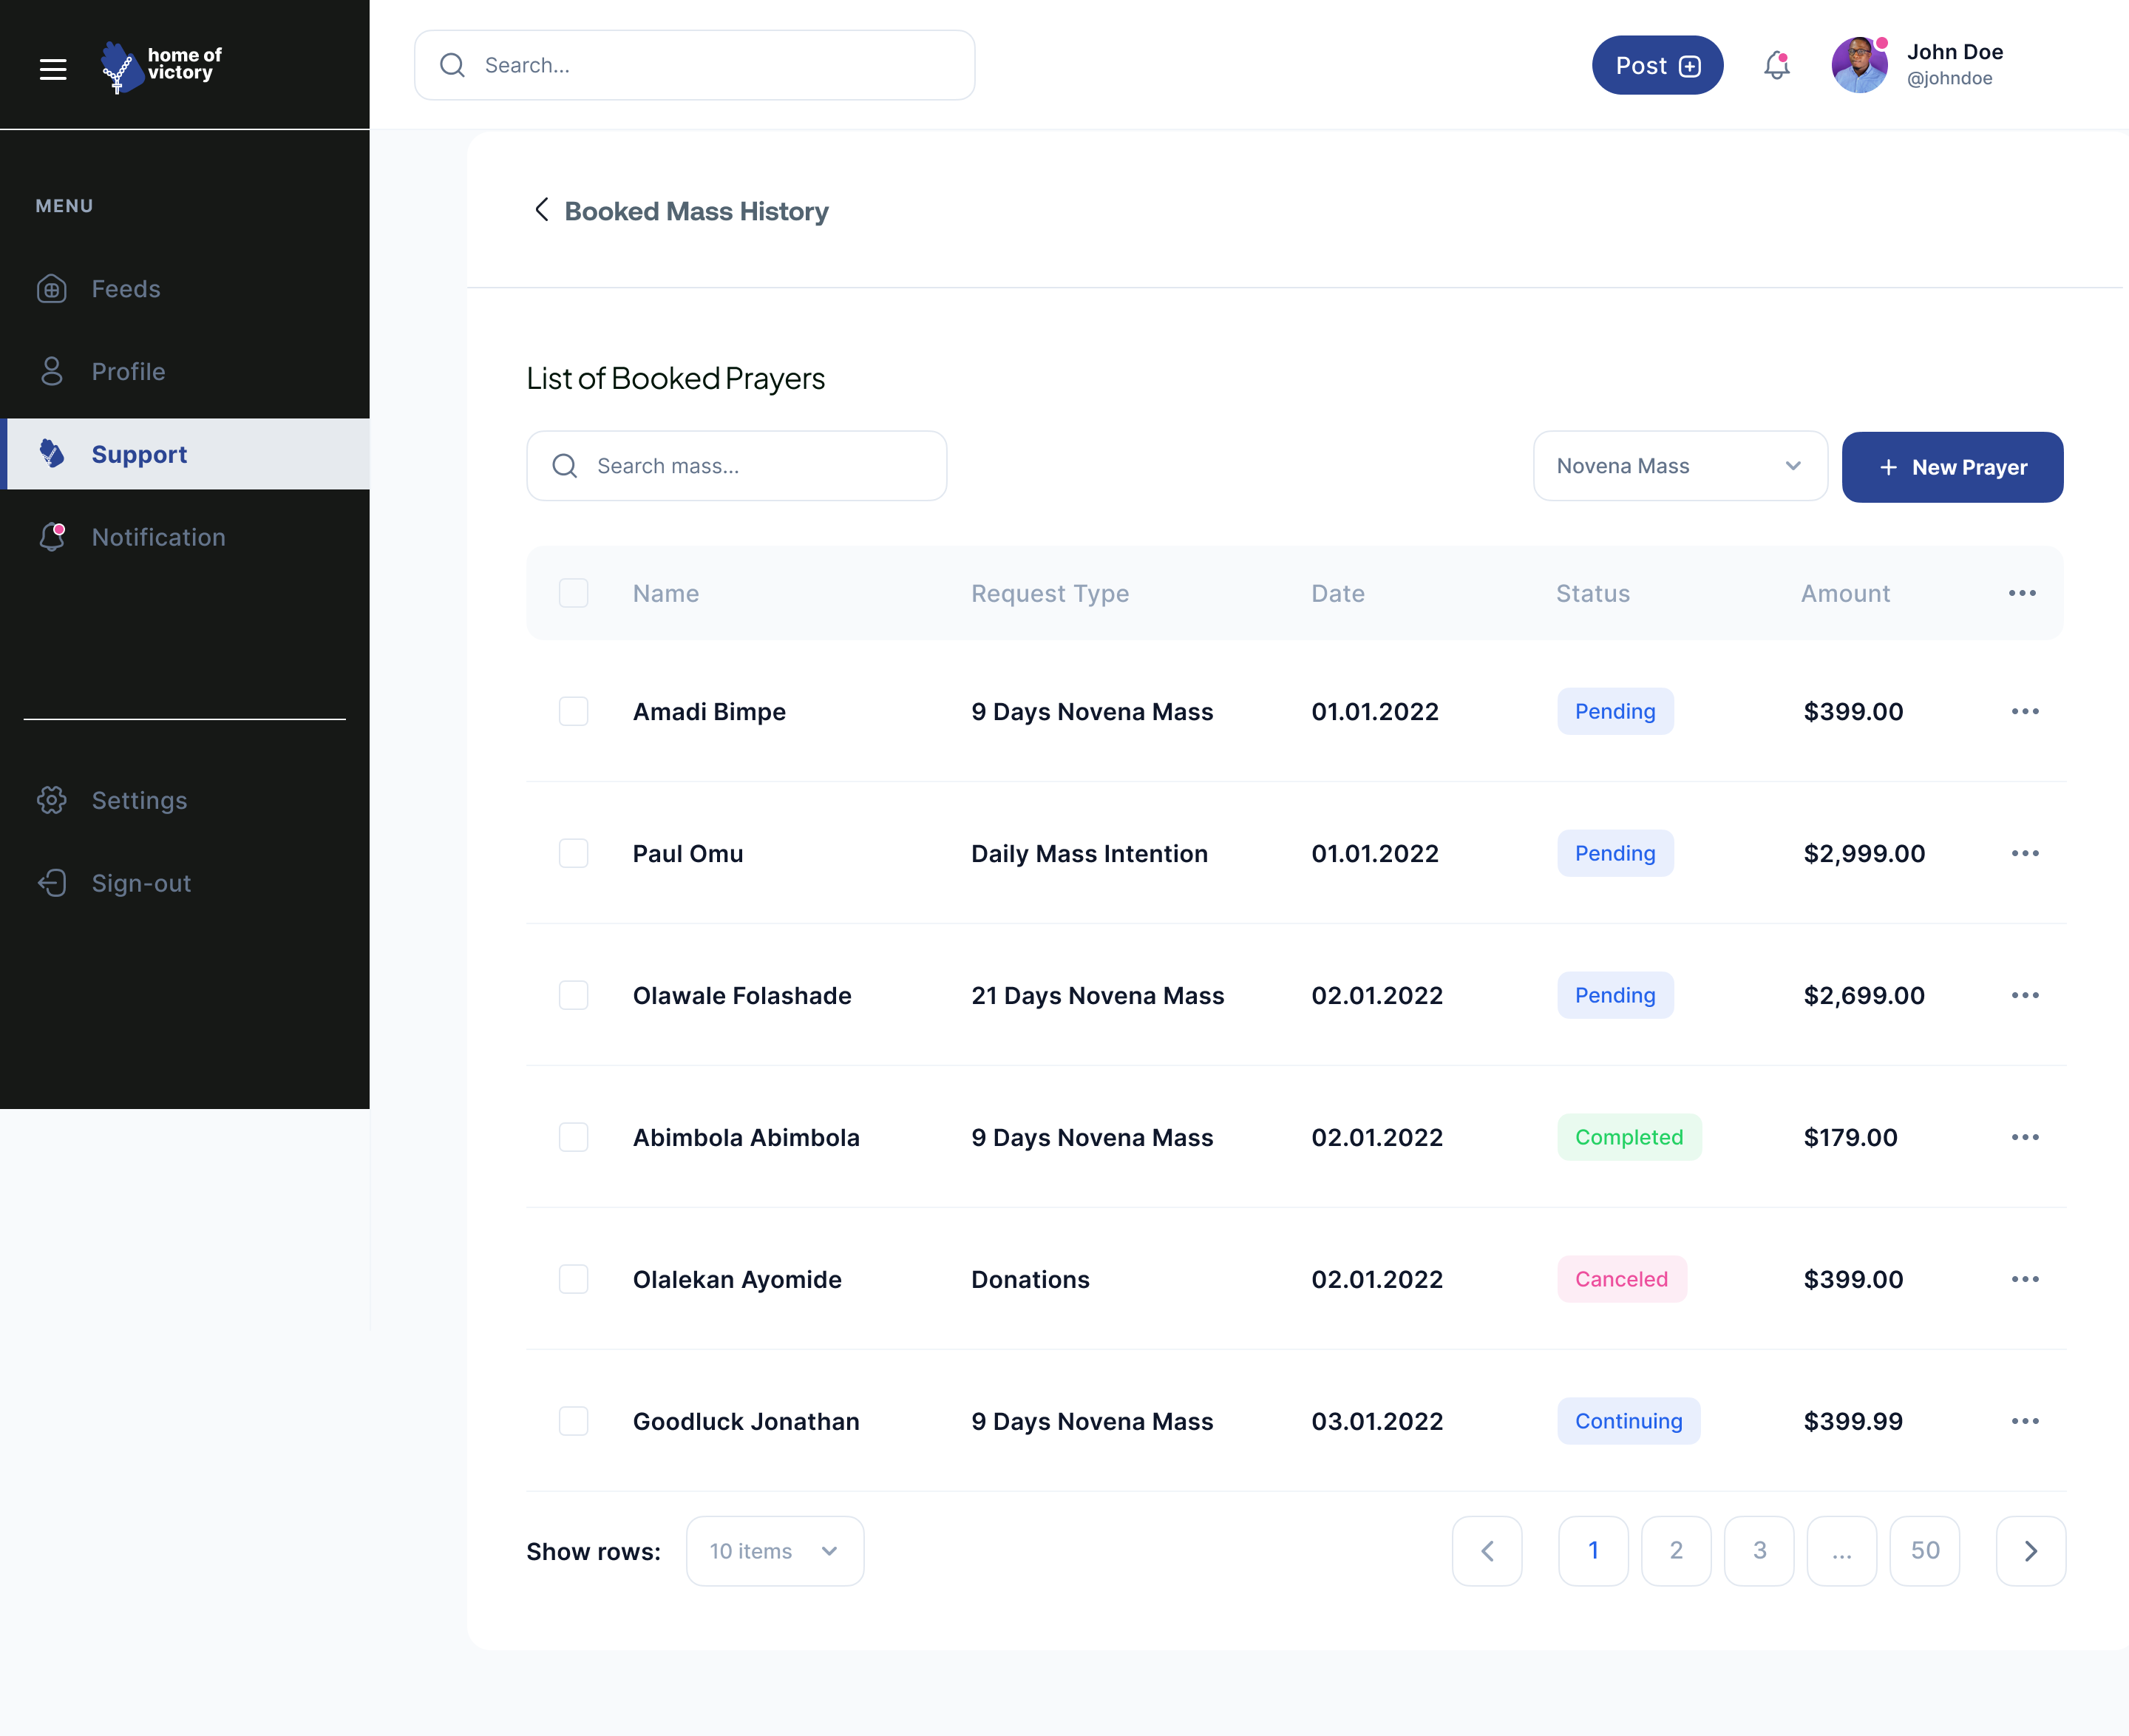 home of
victory
Search...
Post
John Doe
@johndoe
MENU
Feeds
Profile
Support
Notification
Settings
Sign-out
Booked Mass History
List of Booked Prayers
Search mass...
Novena Mass
+ New Prayer
Name Request Type Date Status Amount
Amadi Bimpe 9 Days Novena Mass 01.01.2022 Pending $399.00
Paul Omu Daily Mass Intention 01.01.2022 Pending $2,999.00
Olawale Folashade 21 Days Novena Mass 02.01.2022 Pending $2,699.00
Abimbola Abimbola 9 Days Novena Mass 02.01.2022 Completed $179.00
Olalekan Ayomide Donations 02.01.2022 Canceled $399.00
Goodluck Jonathan 9 Days Novena Mass 03.01.2022 Continuing $399.99
Show rows: 10 items 1 2 3 ... 50